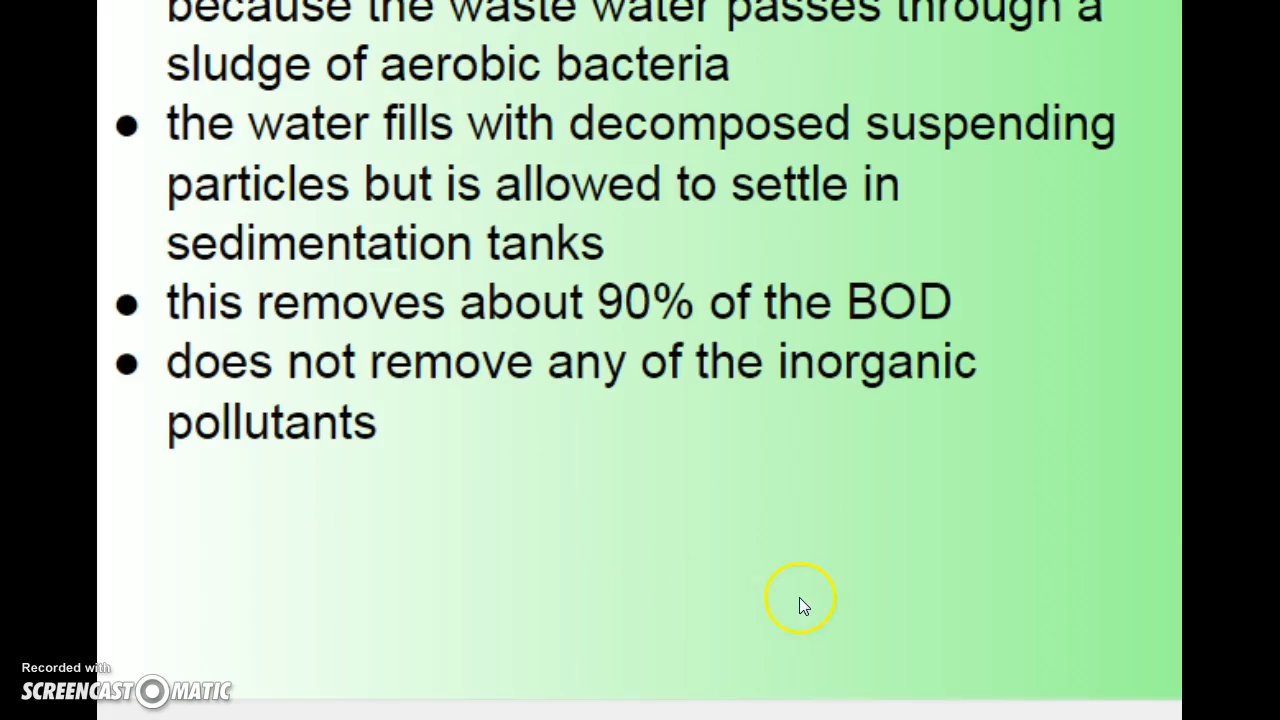 because the waste water passes through a
sludge of aerobic bacteria
● the water fills with decomposed suspending
particles but is allowed to settle in
sedimentation tanks
● this removes about 90% of the BOD
● does not remove any of the inorganic
pollutants
Recorded with
SCREENCAST-O-MATIC